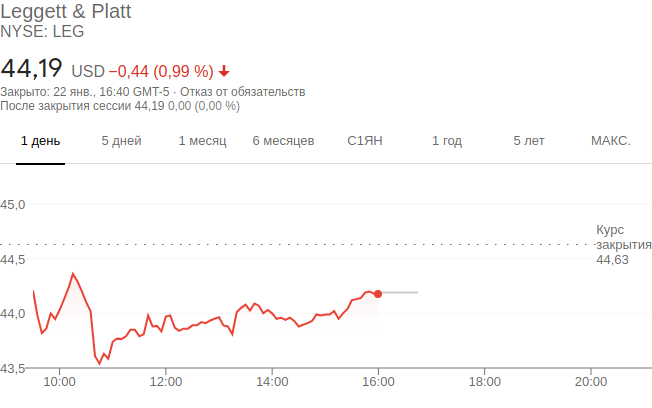 Leggett & Platt
NYSE: LEG
44,19 USD −0,44 (0,99 %)
Закрыто: 22 янв., 16:40 GMT-5 · Отказ от обязательств
После закрытия сессии 44,19 0,00 (0,00 %)
1 день 5 дней 1 месяц 6 месяцев С1ЯН 1 год 5 лет МАКС.
45,0
Курс
закрытия
44,63
44,5
44,0
43,5
10:00 12:00 14:00 16:00 18:00 20:00